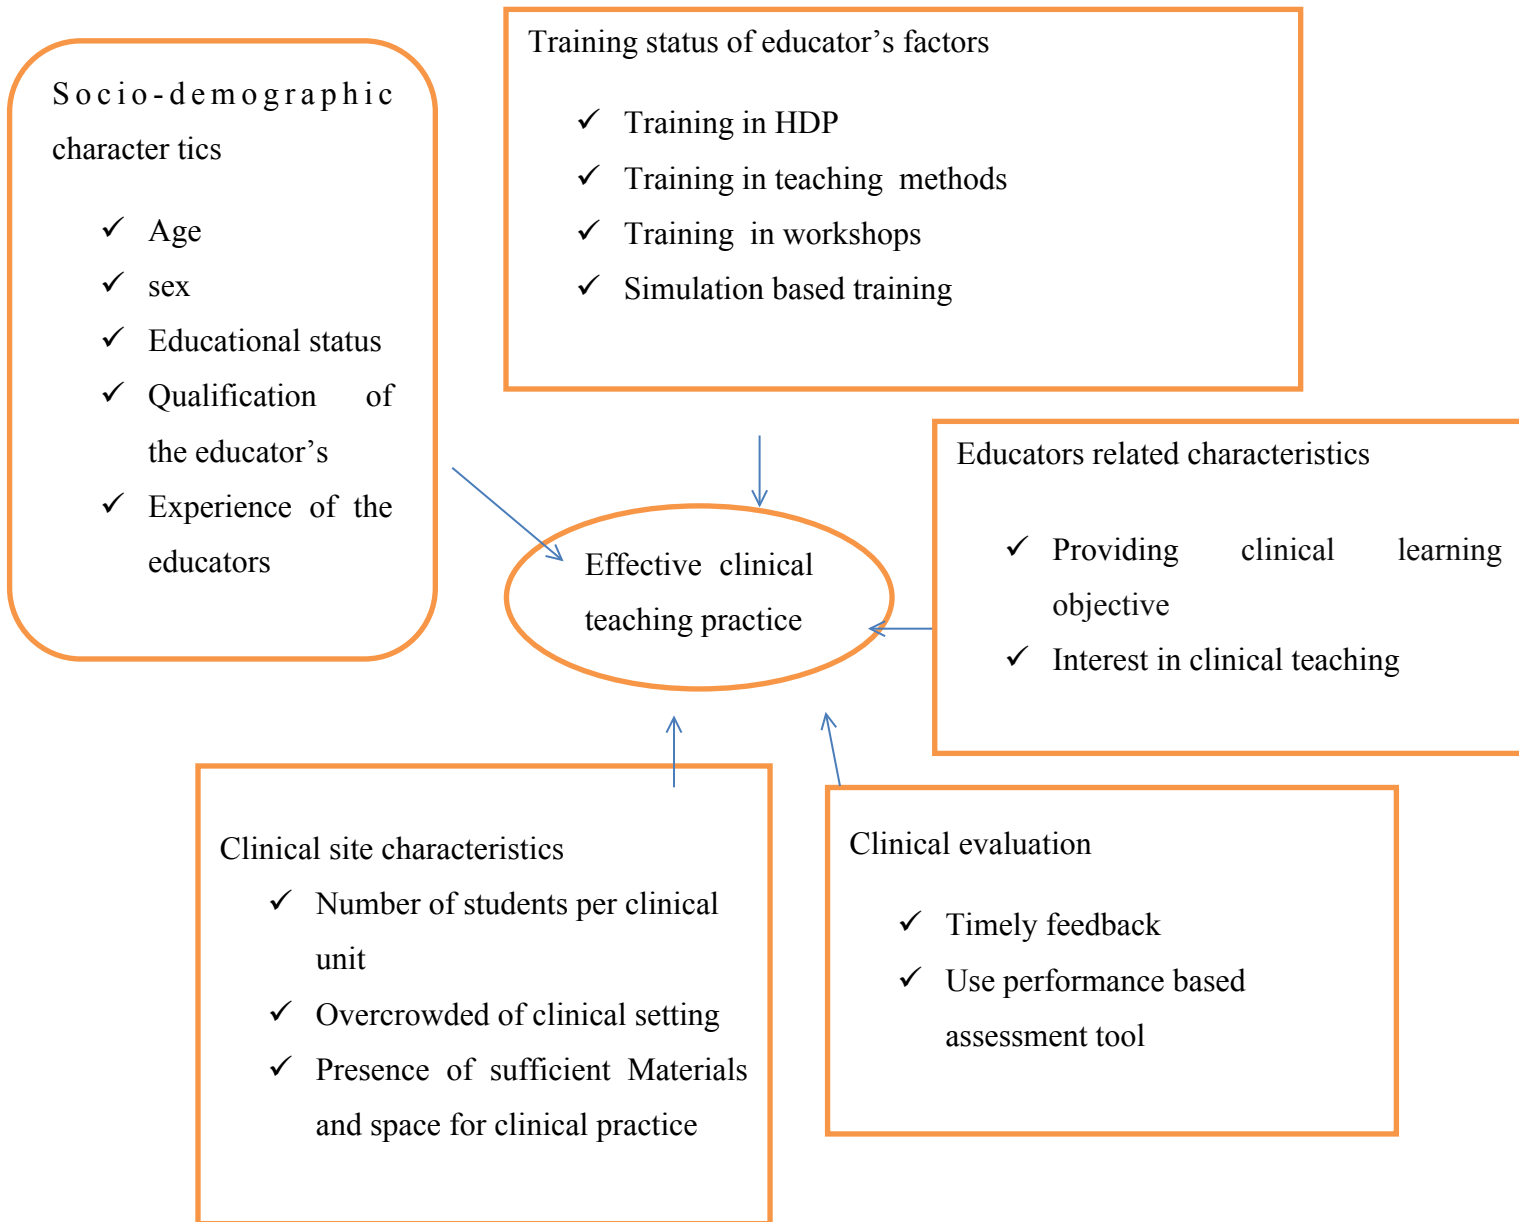 Socio-demographic
character tics
✓ Age
✓ sex
✓ Educational status
✓ Qualification of
the educator’s
✓ Experience of the
educators
Training status of educator’s factors
✓ Training in HDP
✓ Training in teaching methods
✓ Training in workshops
✓ Simulation based training
Effective clinical
teaching practice
Educators related characteristics
✓ Providing clinical learning
objective
✓ Interest in clinical teaching
Clinical site characteristics
✓ Number of students per clinical
unit
✓ Overcrowded of clinical setting
✓ Presence of sufficient Materials
and space for clinical practice
Clinical evaluation
✓ Timely feedback
✓ Use performance based
assessment tool